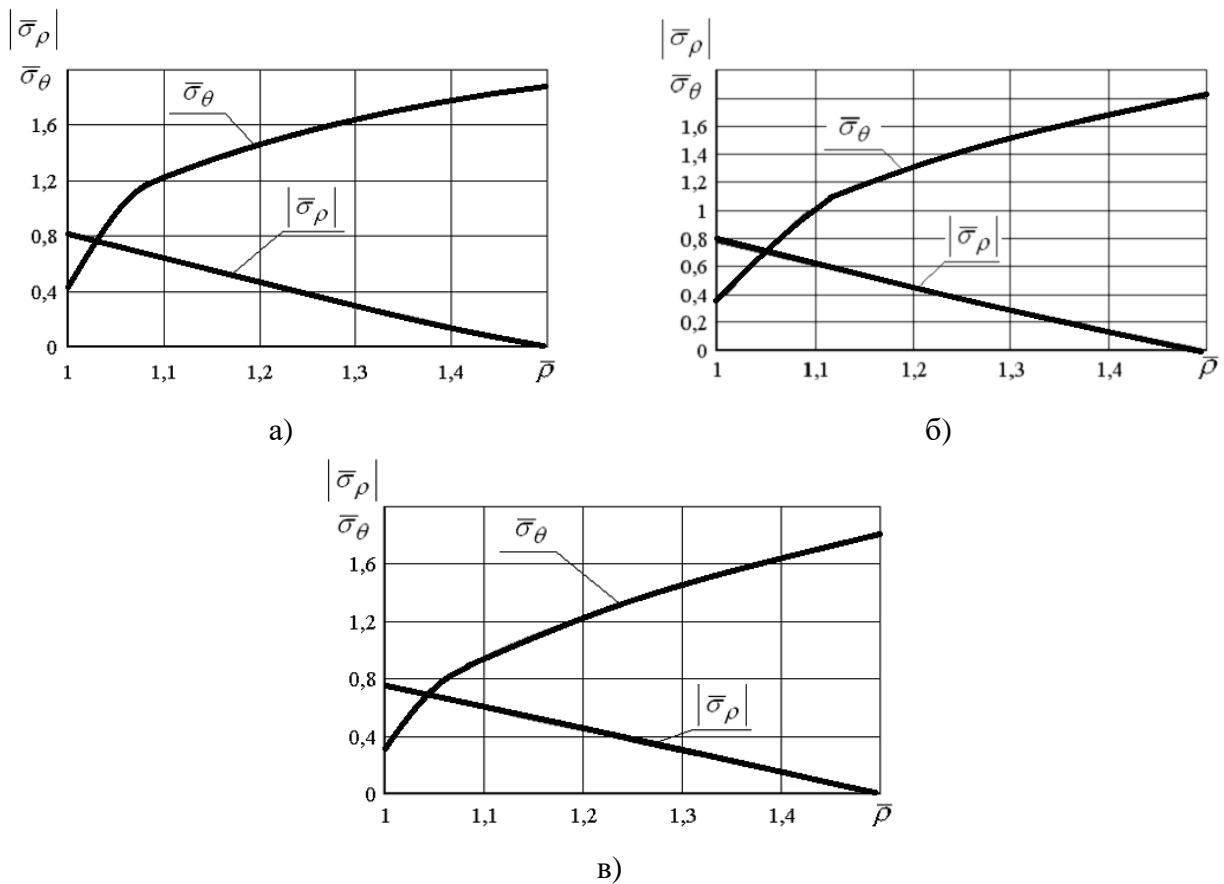 |σ̅ρ|
σ̅θ
1,6
1,2
0,8
0,4
0
σ̅θ
|σ̅ρ|
1 1,1 1,2 1,3 1,4 ρ̅
а)
|σ̅ρ|
σ̅θ
1,6
1,4
1,2
1
0,8
0,6
0,4
0,2
0
σ̅θ
|σ̅ρ|
1 1,1 1,2 1,3 1,4 ρ̅
б)
|σ̅ρ|
σ̅θ
1,6
1,2
0,8
0,4
0
σ̅θ
|σ̅ρ|
1 1,1 1,2 1,3 1,4 ρ̅
в)